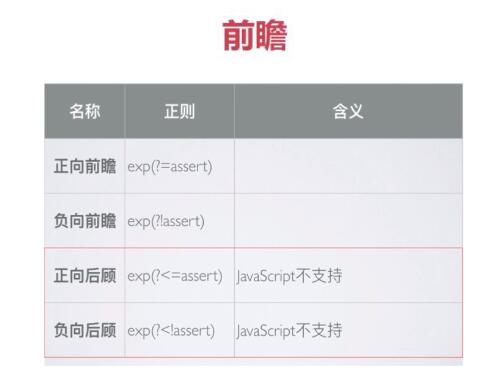 前瞻
名称 正则 含义
正向前瞻 exp(?=assert)
负向前瞻 exp(?!assert)
正向后顾 exp(?<=assert) JavaScript不支持
负向后顾 exp(?<!assert) JavaScript不支持